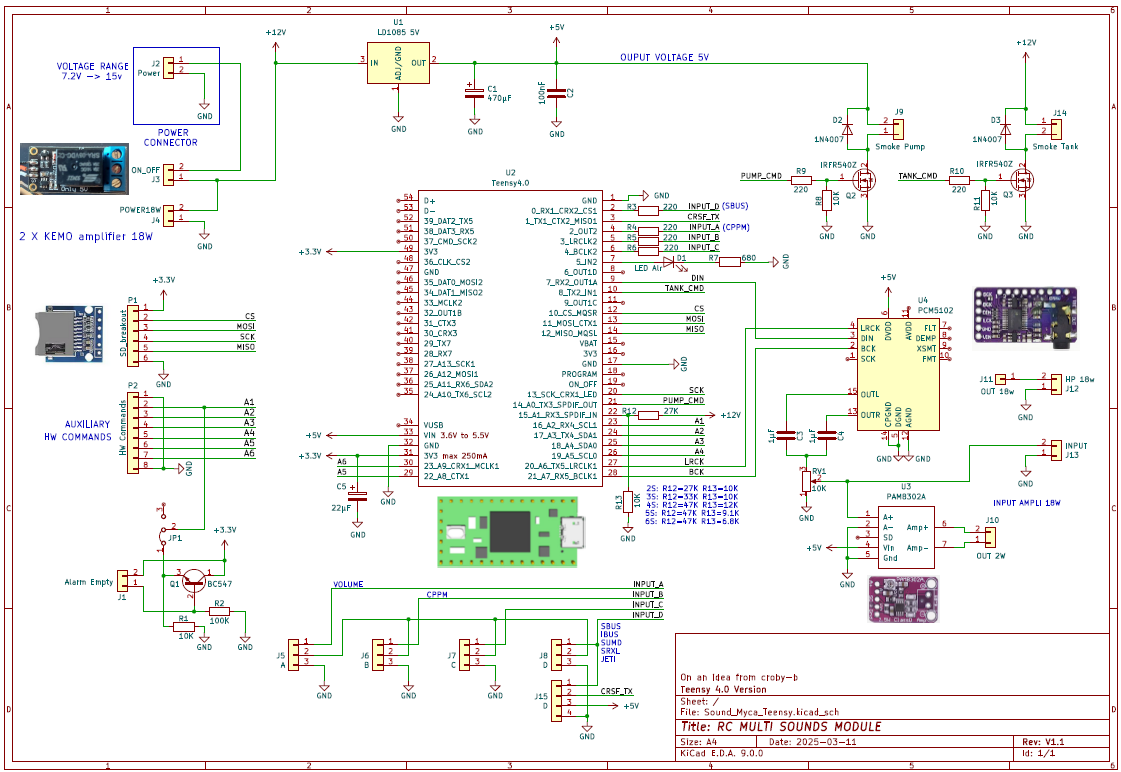 1 2 3 4 5 6
A
B
C
D
VOLTAGE RANGE
7.2V -> 15v
J2
Power
1
2
GND
POWER
CONNECTOR
+12V
U1
LD1085 5V
3 IN OUT 2
ADJ/GND
1
GND
C1
470µF
GND
+5V
100nF
C2
GND
OUPUT VOLTAGE 5V
ON_OFF
J3
2
1
POWER18W
J4
1
2
GND
Only 5V
2 X KEMO amplifier 18W
D2
1N4007
J9
2
1
Smoke Pump
IRFR540Z
Q2
PUMP_CMD
R9
220
R8
10K
GND
GND
+12V
D3
1N4007
J14
1
2
Smoke Tank
IRFR540Z
Q3
TANK_CMD
R10
220
R11
10K
GND
GND
U2
Teensy4.0
54 D+
53 D-
52 39_DAT2_TX5
51 38_DAT3_RX5
50 37_CMD_SCK2
49 3V3
48 36_CLK_CS2
47 GND
46 35_DAT0_MOSI2
45 34_DAT1_MISO2
44 33_MCLK2
43 32_OUT1B
42 31_CTX3
41 30_CRX3
40 29_TX7
39 28_RX7
38 27_A13_SCK1
37 26_A12_MOSI1
36 25_A11_RX6_SDA2
35 24_A10_TX6_SCL2
34 VUSB
33 VIN 3.6V to 5.5V
32 GND
31 3V3 max 250mA
30 23_A9_CRX1_MCLK1
29 22_A8_CTX1
GND 1
0_RX1_CRX2_CS1 2
1_TX1_CTX2_MISO1 3
2_OUT2 4
3_LRCLK2 5
4_BCLK2 6
5_IN2 7
6_OUT1D 8
7_RX2_OUT1A 9
8_TX2_IN1 10
9_OUT1C 11
10_CS_MQSR 12
11_MOSI_CTX1 13
12_MISO_MQSL 14
VBAT 15
3V3 16
GND 17
PROGRAM 18
ON_OFF 19
13_SCK_CRX1_LED 20
14_A0_TX3_SPDIF_OUT 21
15_A1_RX3_SPDIF_IN 22
16_A2_RX4_SCL1 23
17_A3_TX4_SDA1 24
18_A4_SDA0 25
19_A5_SCL0 26
20_A6_TX5_LRCLK1 27
21_A7_RX5_BCLK1 28
+3.3V
+5V
+3.3V
A6
A5
C5
22µF
GND
GND
GND
R3 220 INPUT_D (SBUS)
CRSF_TX
R4 220 INPUT_A (CPPM)
R5 220 INPUT_B
R6 220 INPUT_C
D1
LED Alr
R7 680
GND
DIN
TANK_CMD
CS
MOSI
MISO
GND
SCK
PUMP_CMD
R12 27K +12V
A1
A2
A3
A4
LRCK
BCK
R13
10K
GND
2S: R12=27K R13=10K
3S: R12=33K R13=10K
4S: R12=47K R13=12K
5S: R12=47K R13=9.1K
6S: R12=47K R13=6.8K
P1
SD_breakout
1
2
3
4
5
6
+3.3V
CS
MOSI
SCK
MISO
GND
P2
HW Commands
1
2
3
4
5
6
7
8
A1
A2
A3
A4
A5
A6
GND
AUXILIARY
HW COMMANDS
3
2
1
JP1
+3.3V
Alarm Empty
J1
2
1
Q1
BC547
3
1
2
R1
10K
R2
100K
GND
GND
+5V
U4
PCM5102
6 DVDD
11 AVDD
4 LRCK
3 DIN
2 BCK
1 SCK
FLT 7
DEMP 8
XSMT 9
FMT 10
15 OUTL
13 OUTR
CPGND
DGND
AGND
14
5
12
GND
GND
1µF
C3
1µF
C4
RV1
10K
GND
U3
PAM8302A
1 A+
2 A-
3 SD
4 Vin
5 Gnd
Amp+ 6
Amp- 7
+5V
GND
J10
2
1
OUT 2W
J11
1
OUT 18w
1
2
HP 18w
J12
GND
2
1
INPUT
J13
GND
INPUT AMPLI 18W
VOLUME
CPPM
INPUT_A
INPUT_B
INPUT_C
INPUT_D
J5
A
1
2
3
GND
J6
B
1
2
3
GND
J7
C
1
2
3
GND
J8
D
1
2
3
SBUS
IBUS
SUMD
SRXL
JETI
J15
D
1
2
3
4
CRSF_TX
+5V
GND
On an idea from croby-b
Teensy 4.0 Version
Sheet: /
File: Sound_Myca_Teensy.kicad_sch
Title: RC MULTI SOUNDS MODULE
Size: A4 Date: 2025-03-11 Rev: V1.1
KiCad E.D.A. 9.0.0 Id: 1/1